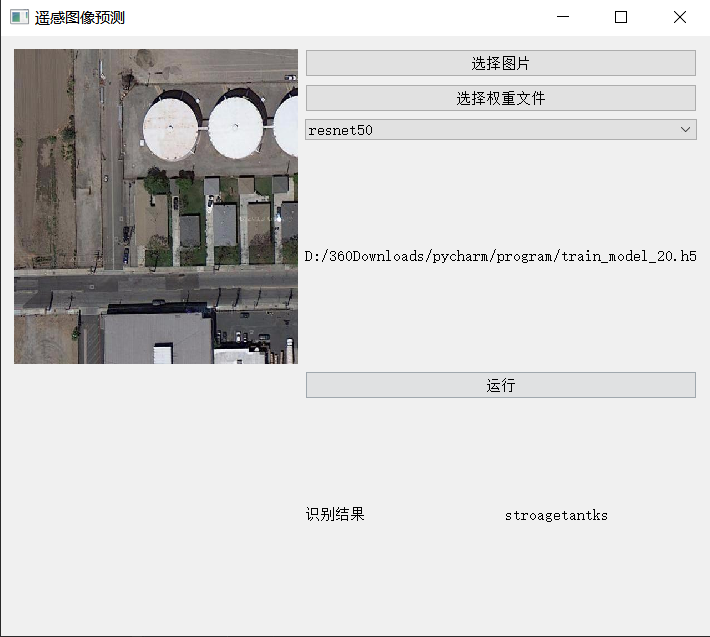 遥感图像预测
选择图片
选择权重文件
resnet50
D:/360Downloads/pycharm/program/train_model_20.h5
运行
识别结果 stroagetantks